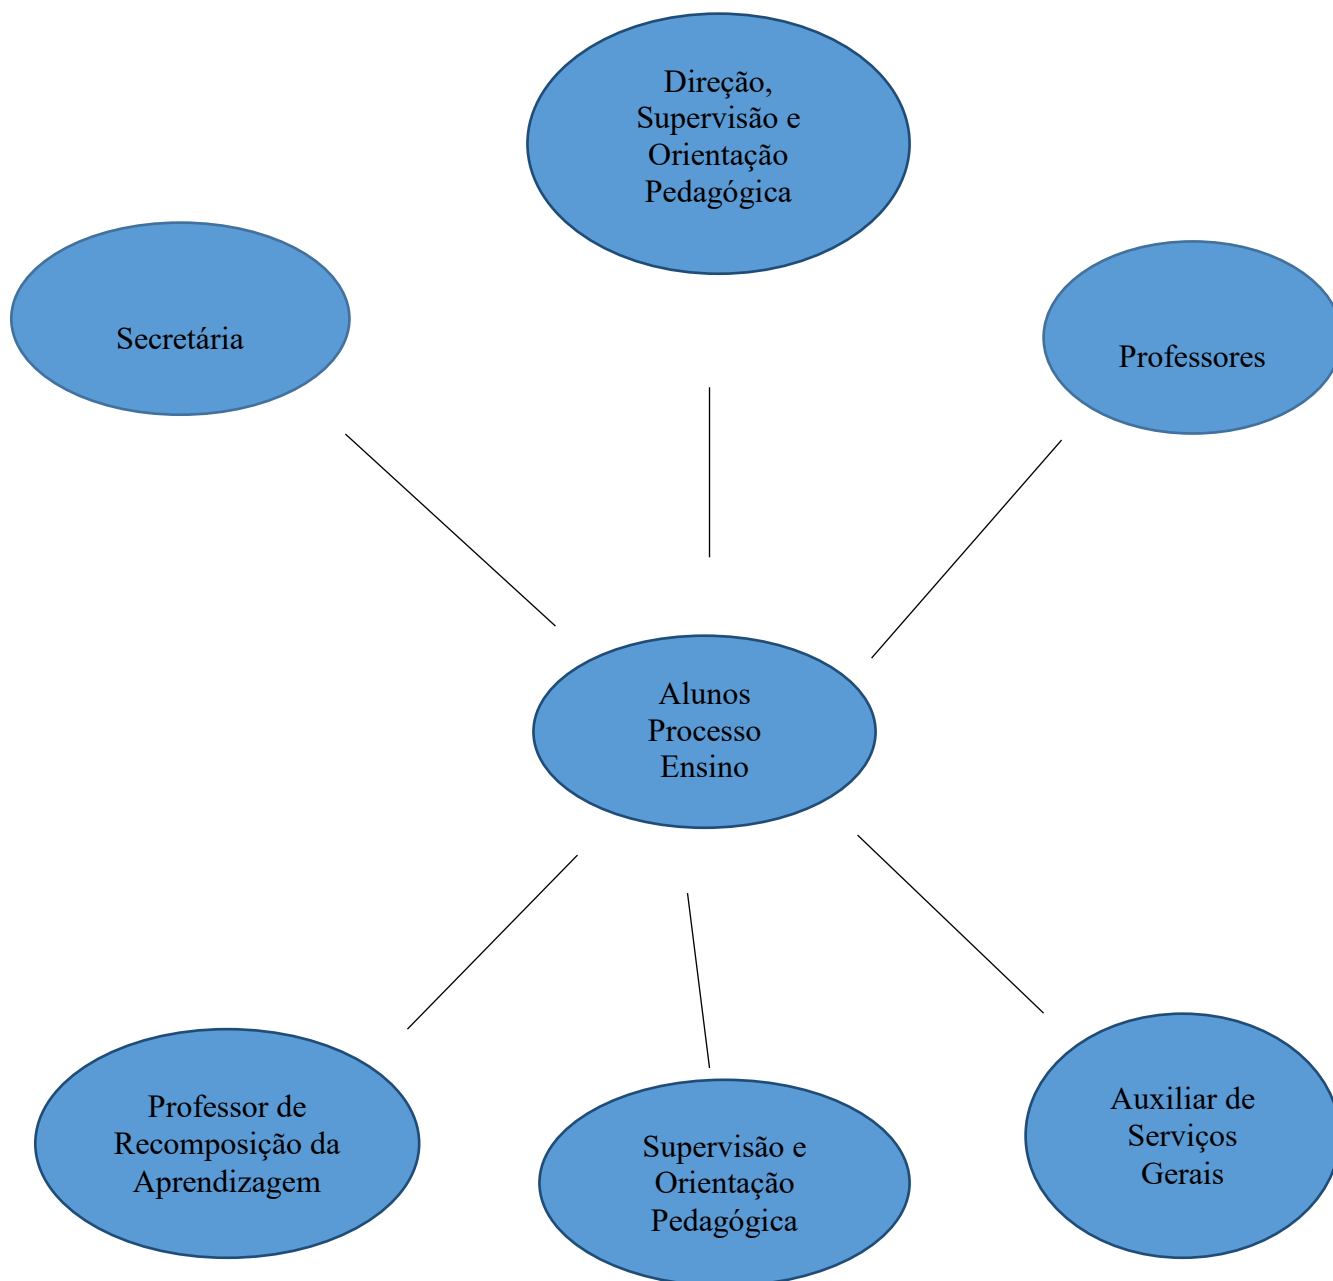 Direção,
Supervisão e
Orientação
Pedagógica
Secretária
Professores
Alunos
Processo
Ensino
Professor de
Recomposição da
Aprendizagem
Supervisão e
Orientação
Pedagógica
Auxiliar de
Serviços
Gerais